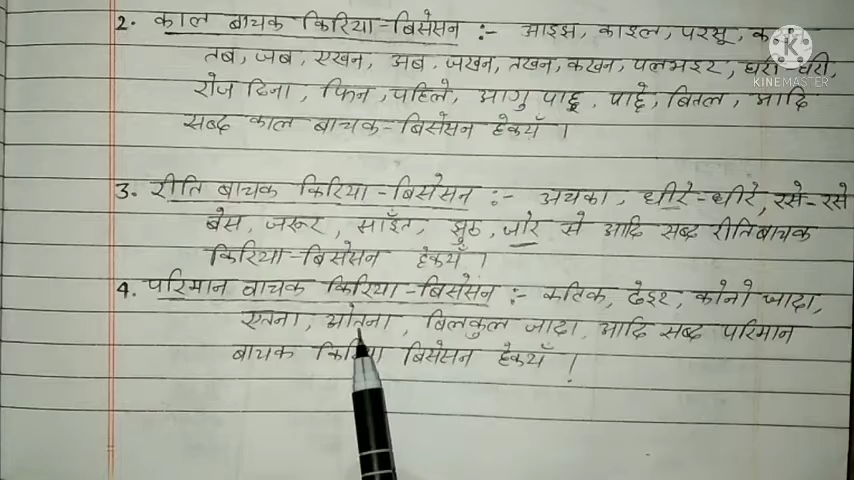 2. काल बाचक किरिया-बिसेसन :- आइझ, काइल, परसू, क
तब, जब, एखन, अब, जखन, तखन, कखन, पलभइर, घरी घरी,
रोज दिना, फिन, पहिले, आगु पाछू, पाछे, बितल, आदि
सब्द काल बाचक-बिसेसन हेकयँ ।
3. रीति बाचक किरिया-बिसेसन :- अचका, धीरे-धीरे, रसे-रसे
बेस, जरूर, साइँत, झुठ, जोर से आदि सब्द रीतिबाचक
किरिया-बिसेसन हेकयँ ।
4. परिमान बाचक किरिया-बिसेसन :- कतिक, ढेइर, कोनो जादा,
एतना, ओतना, बिलकुल जादा, आदि सब्द परिमान
बाचक किरिया बिसेसन हेकयँ ।
KINEMASTER